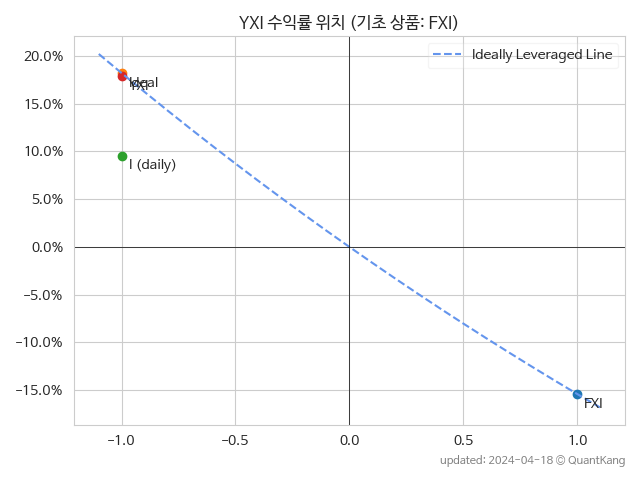 YXI 수익률 위치 (기초 상품: FXI)
Ideally Leveraged Line
20.0%
15.0%
10.0%
5.0%
0.0%
−5.0%
−10.0%
−15.0%
Ideal
YXI
I (daily)
FXI
−1.0
−0.5
0.0
0.5
1.0
updated: 2024-04-18 © QuantKang